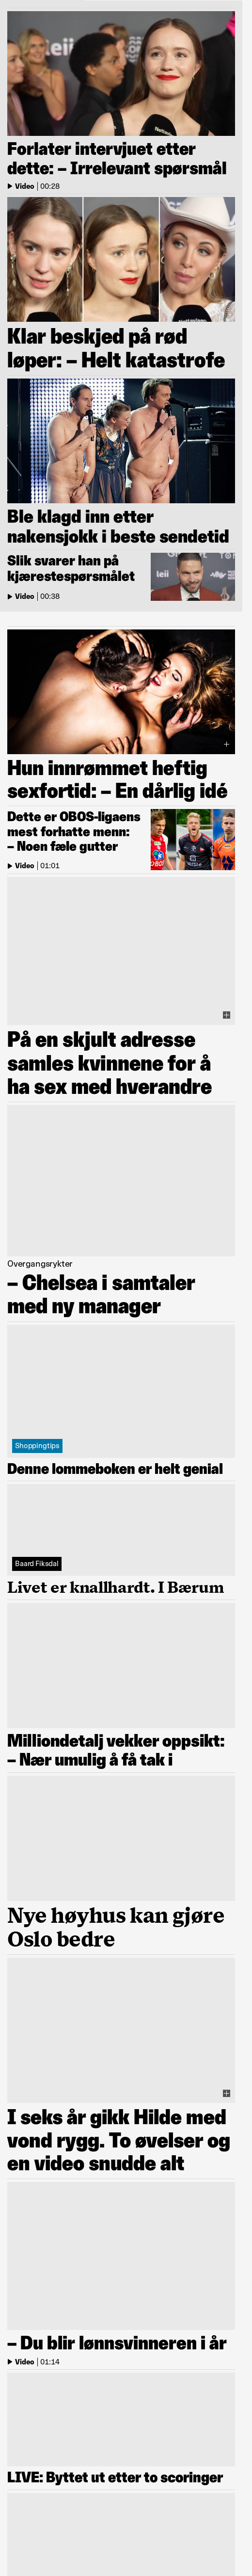 Forlater intervjuet etter
dette: – Irrelevant spørsmål
Video | 00:28
Klar beskjed på rød
løper: – Helt katastrofe
Ble klagd inn etter
nakensjokk i beste sendetid
Slik svarer han på
kjærestespørsmålet
leii
Video | 00:38
Hun innrømmet heftig
sexfortid: – En dårlig idé
Dette er OBOS-ligaens
mest forhatte menn:
– Noen fæle gutter
Video | 01:01
På en skjult adresse
samles kvinnene for å
ha sex med hverandre
Overgangsrykter
– Chelsea i samtaler
med ny manager
Shoppingtips
Denne lommeboken er helt genial
Baard Fiksdal
Livet er knallhardt. I Bærum
Milliondetalj vekker oppsikt:
– Nær umulig å få tak i
Nye høyhus kan gjøre
Oslo bedre
I seks år gikk Hilde med
vond rygg. To øvelser og
en video snudde alt
– Du blir lønnsvinneren i år
Video | 01:14
LIVE: Byttet ut etter to scoringer